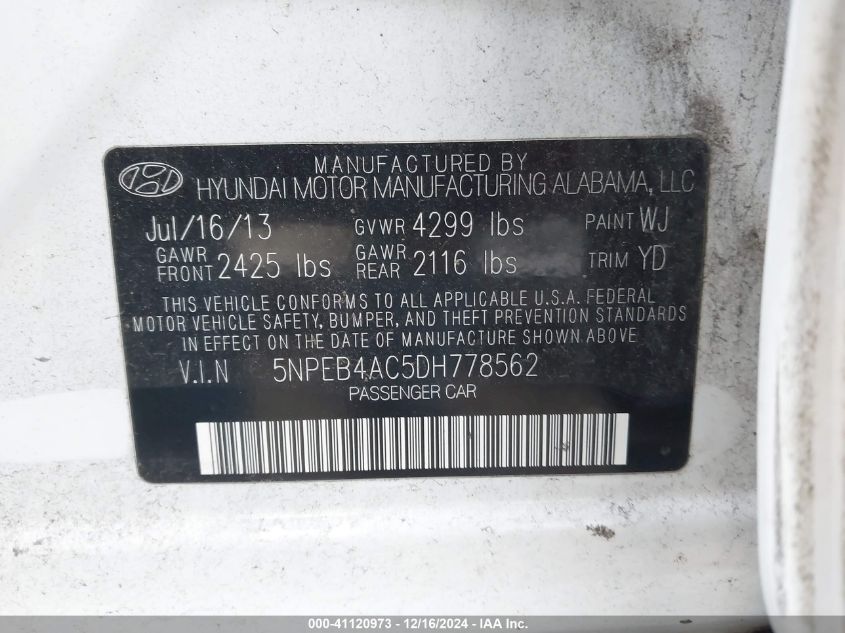 MANUFACTURED BY
HYUNDAI MOTOR MANUFACTURING ALABAMA, LLC
Jul/16/13 GVWR 4299 lbs PAINT WJ
GAWR FRONT 2425 lbs GAWR REAR 2116 lbs TRIM YD
THIS VEHICLE CONFORMS TO ALL APPLICABLE U.S.A. FEDERAL
MOTOR VEHICLE SAFETY, BUMPER, AND THEFT PREVENTION STANDARDS
IN EFFECT ON THE DATE OF MANUFACTURE SHOWN ABOVE
V.I.N 5NPEB4AC5DH778562
PASSENGER CAR
000-41120973 - 12/16/2024 - IAA Inc.